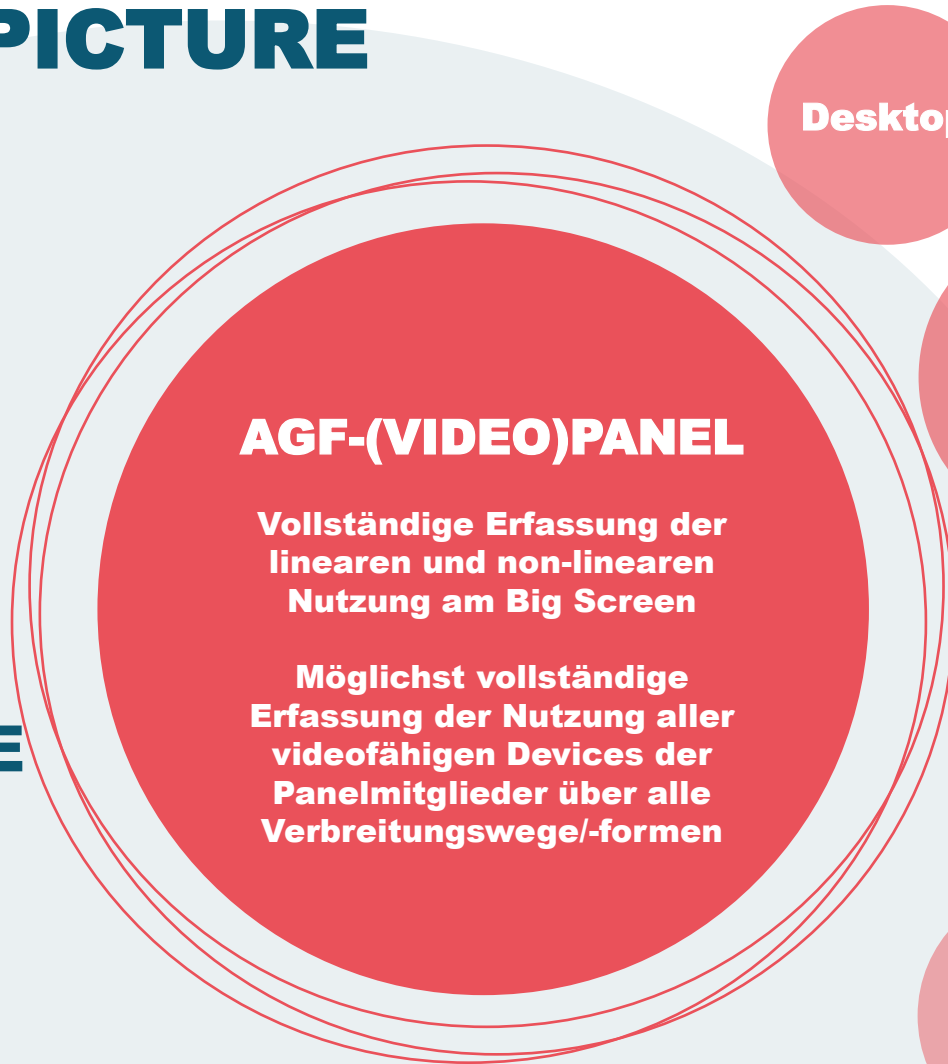 PICTURE
Desktop
AGF-(VIDEO)PANEL
Vollständige Erfassung der
linearen und non-linearen
Nutzung am Big Screen
Möglichst vollständige
Erfassung der Nutzung aller
E
videofähigen Devices der
Panelmitglieder über alle
Verbreitungswege/-formen